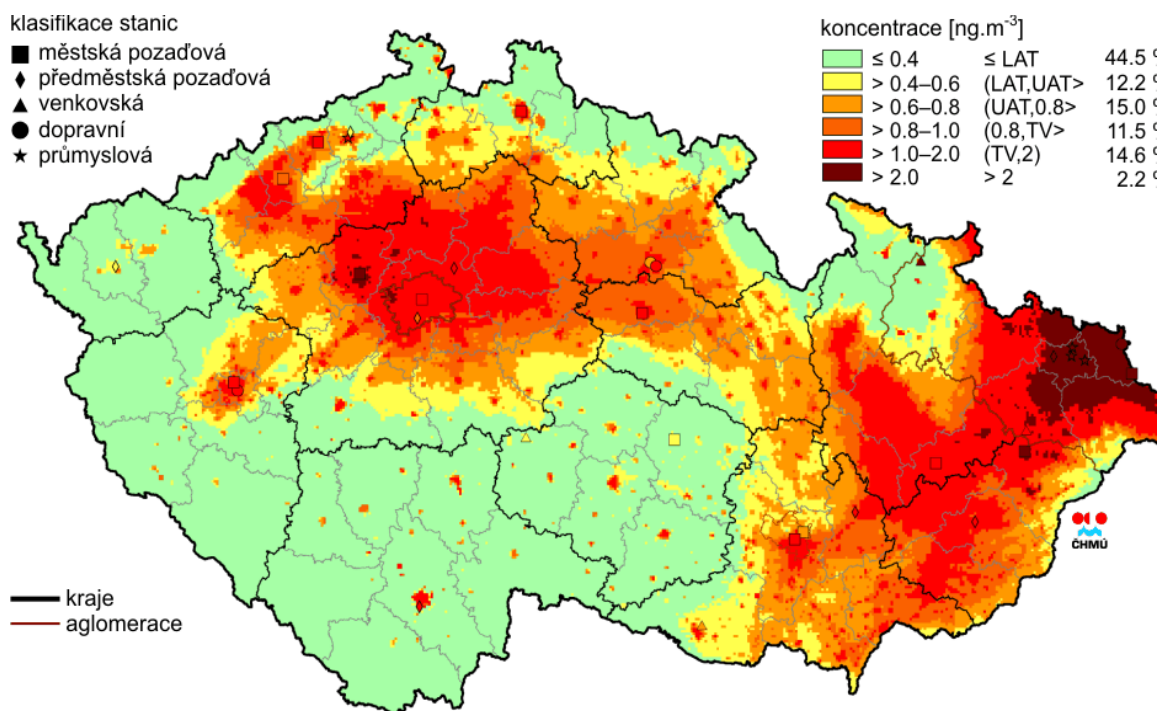 klasifikace stanic
městská pozaďová
předměstská pozaďová
venkovská
dopravní
průmyslová
koncentrace [ng.m⁻³]
≤ 0.4 ≤ LAT 44.5 %
> 0.4–0.6 (LAT,UAT> 12.2 %
> 0.6–0.8 (UAT,0.8> 15.0 %
> 0.8–1.0 (0.8,TV> 11.5 %
> 1.0–2.0 (TV,2) 14.6 %
> 2.0 > 2 2.2 %
ČHMÚ
kraje
aglomerace